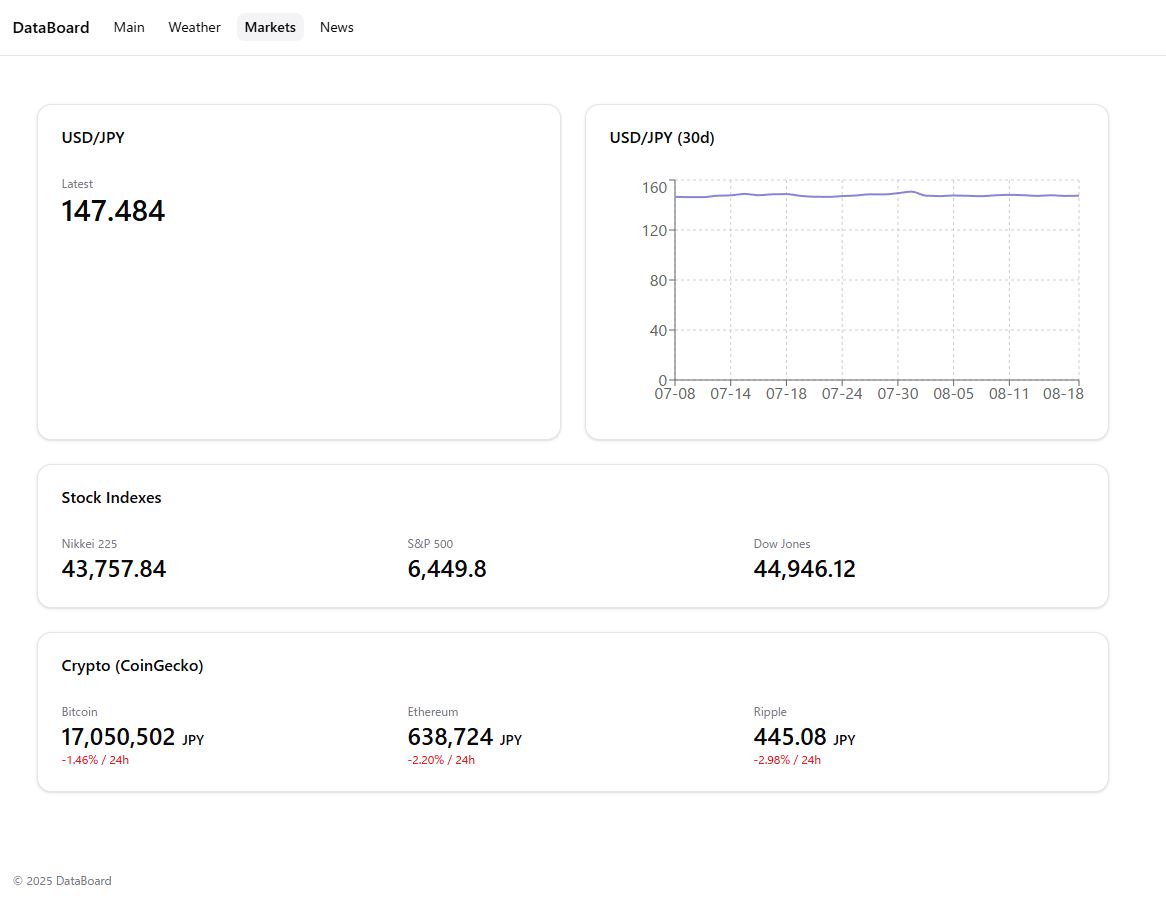 DataBoard Main Weather Markets News
USD/JPY
Latest
147.484
USD/JPY (30d)
160
120
80
40
0
07-08 07-14 07-18 07-24 07-30 08-05 08-11 08-18
Stock Indexes
Nikkei 225
43,757.84
S&P 500
6,449.8
Dow Jones
44,946.12
Crypto (CoinGecko)
Bitcoin
17,050,502 JPY
-1.46% / 24h
Ethereum
638,724 JPY
-2.20% / 24h
Ripple
445.08 JPY
-2.98% / 24h
© 2025 DataBoard